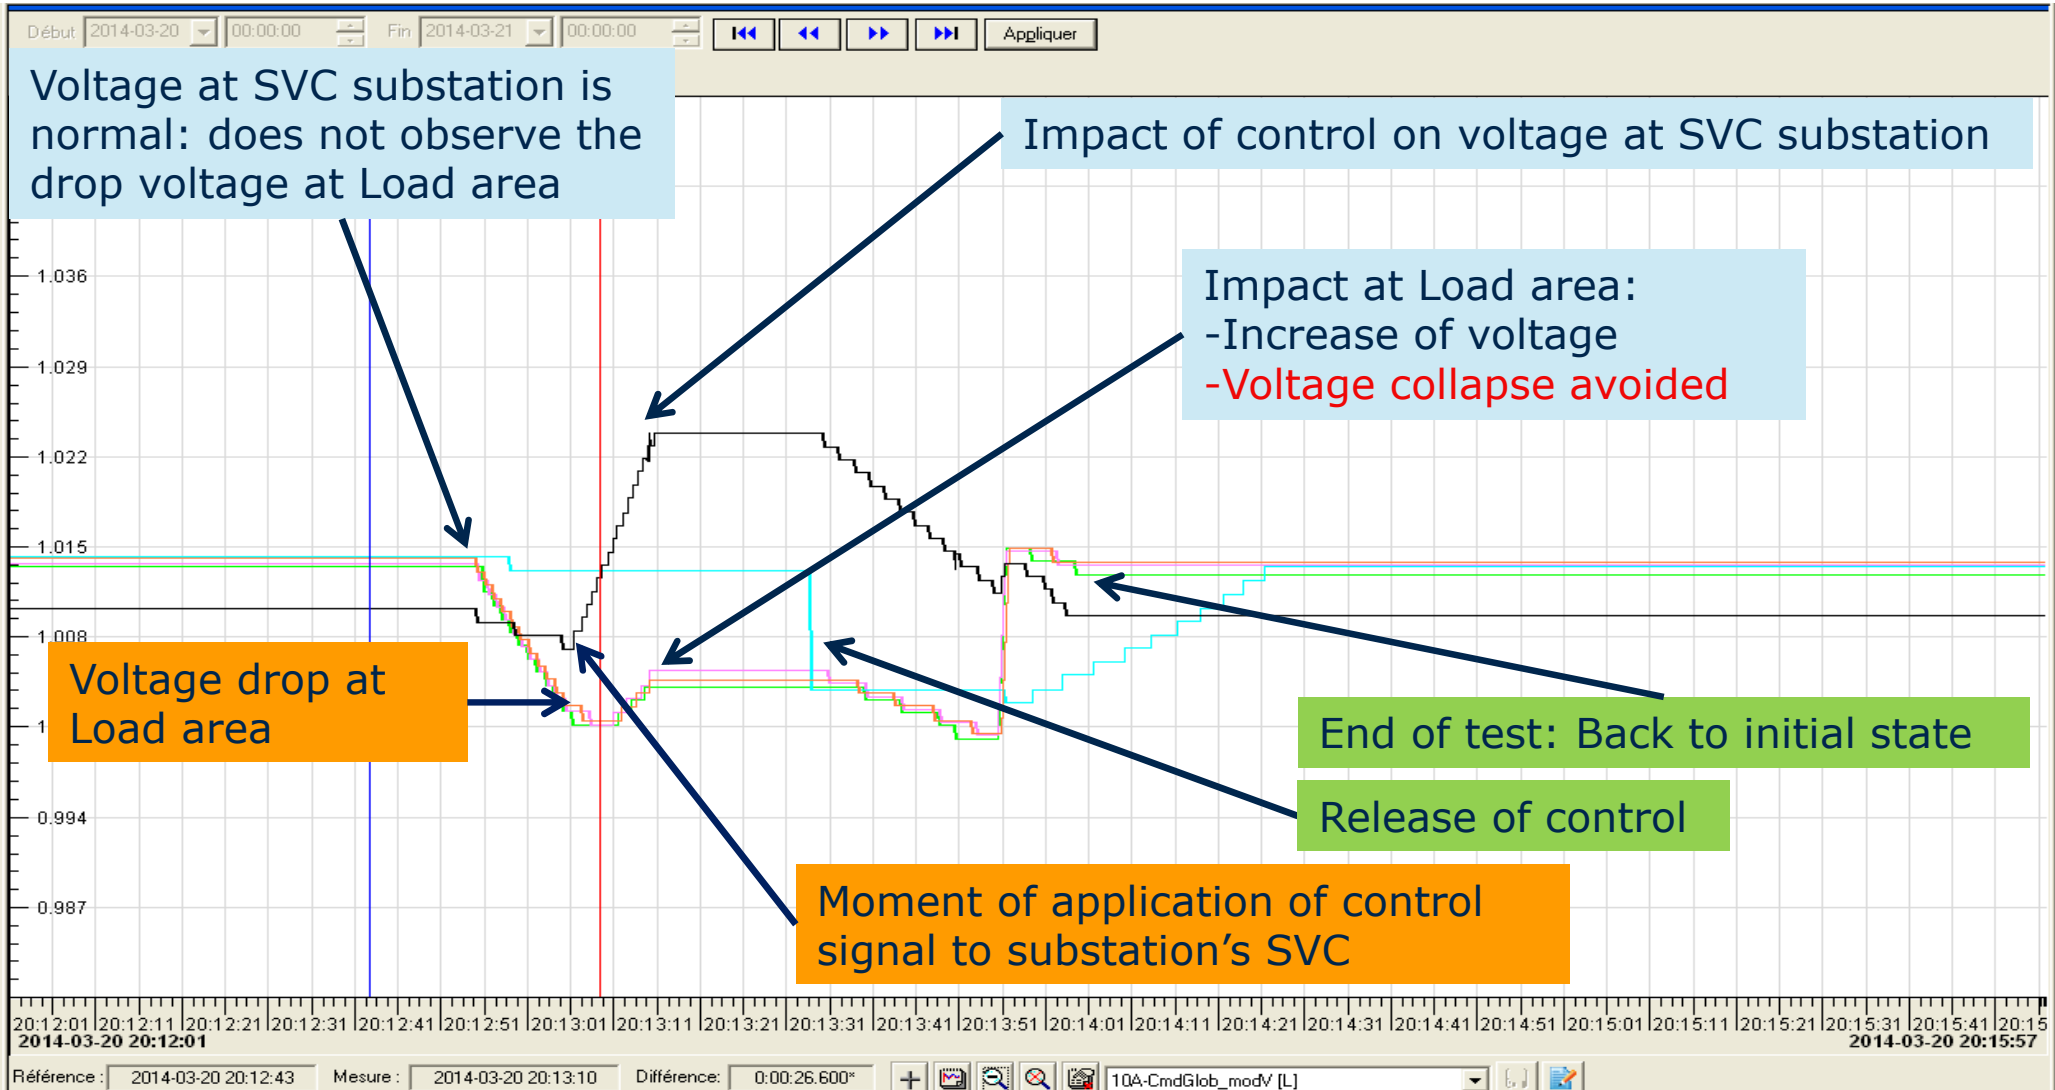 Début 2014-03-20 00:00:00 Fin 2014-03-21 00:00:00 Appliquer
Voltage at SVC substation is
normal: does not observe the
drop voltage at Load area
Impact of control on voltage at SVC substation
Impact at Load area:
-Increase of voltage
-Voltage collapse avoided
1.036
1.029
1.022
1.015
1.008
1
0.994
0.987
Voltage drop at
Load area
End of test: Back to initial state
Release of control
Moment of application of control
signal to substation’s SVC
20:12:01 20:12:11 20:12:21 20:12:31 20:12:41 20:12:51 20:13:01 20:13:11 20:13:21 20:13:31 20:13:41 20:13:51 20:14:01 20:14:11 20:14:21 20:14:31 20:14:41 20:14:51 20:15:01 20:15:11 20:15:21 20:15:31 20:15:41 20:15
2014-03-20 20:12:01 2014-03-20 20:15:57
Référence : 2014-03-20 20:12:43 Mesure : 2014-03-20 20:13:10 Différence: 0:00:26.600* 10A-CmdGlob_modV [L]